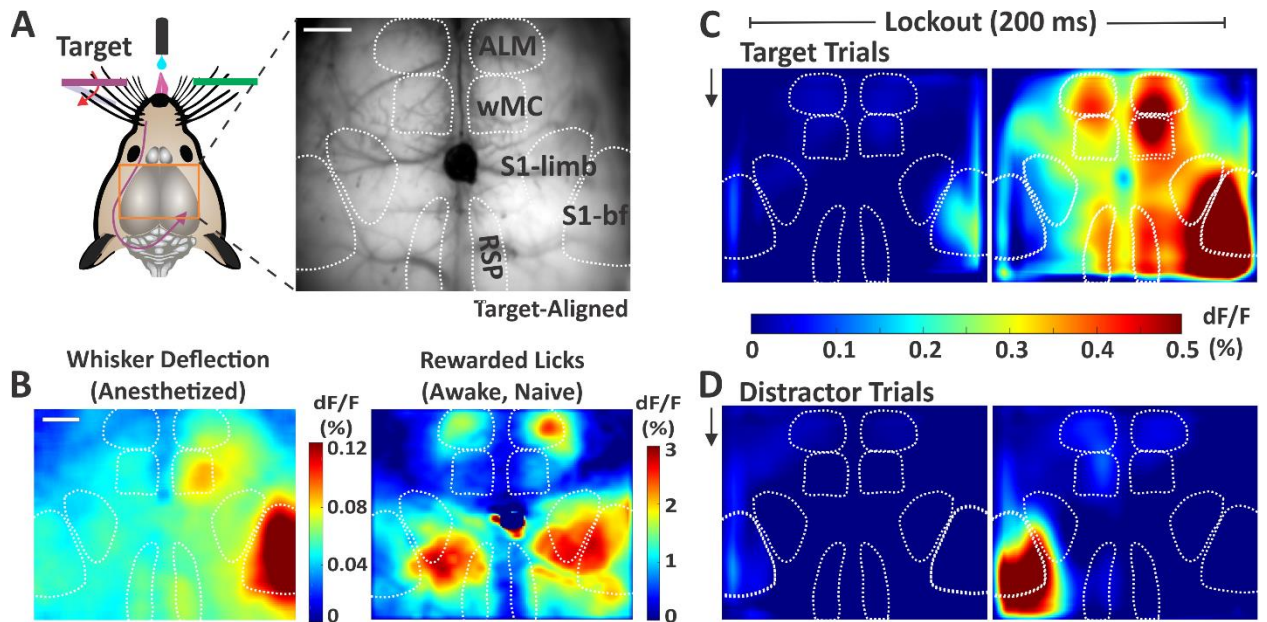 A
Target
ALM
wMC
S1-limb
S1-bf
RSP
Target-Aligned
B
Whisker Deflection
(Anesthetized)
dF/F
(%)
0.12
0.08
0.04
0
Rewarded Licks
(Awake, Naive)
dF/F
(%)
3
2
1
0
C
Lockout (200 ms)
Target Trials
0 0.1 0.2 0.3 0.4 0.5
dF/F
(%)
D
Distractor Trials